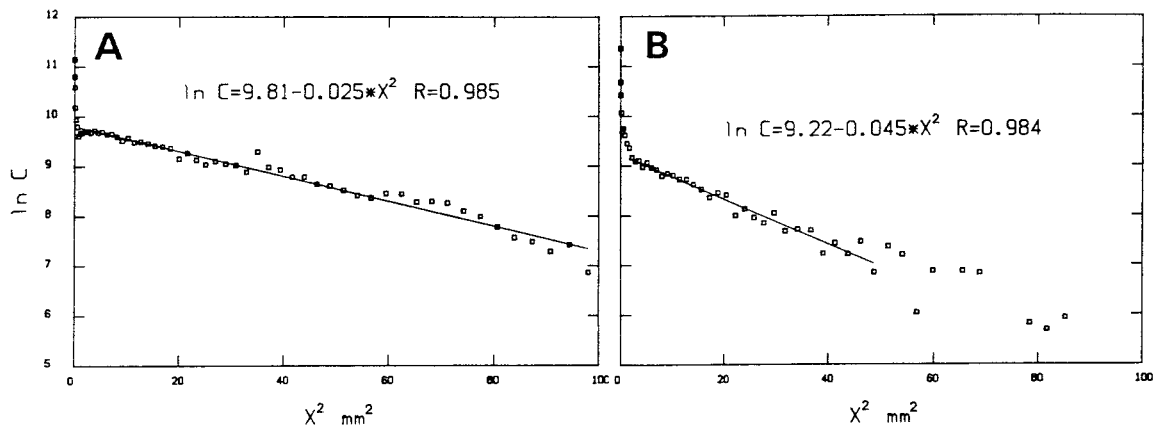 A
ln C=9.81-0.025*X² R=0.985
12
11
10
9
8
7
6
5
ln C
0 20 40 60 80 100
X² mm²
B
ln C=9.22-0.045*X² R=0.984
0 20 40 60 80 100
X² mm²